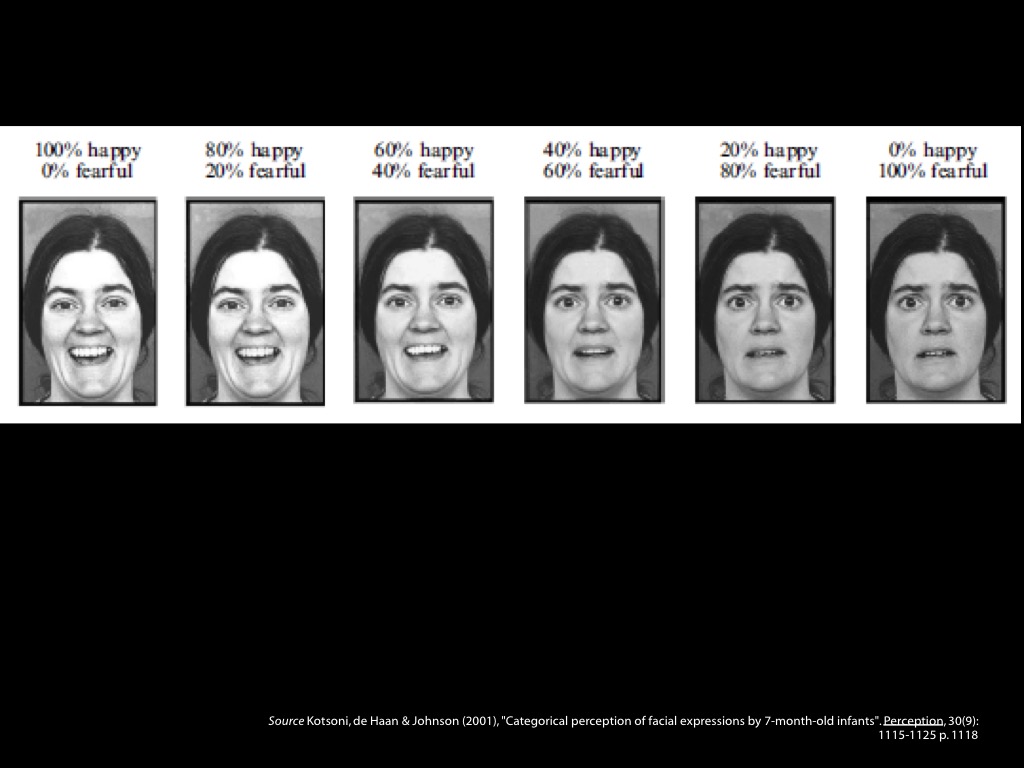 100% happy 80% happy 60% happy 40% happy 20% happy 0% happy
0% fearful 20% fearful 40% fearful 60% fearful 80% fearful 100% fearful
Source Kotsoni, de Haan & Johnson (2001), "Categorical perception of facial expressions by 7-month-old infants". Perception, 30(9):
1115-1125 p. 1118